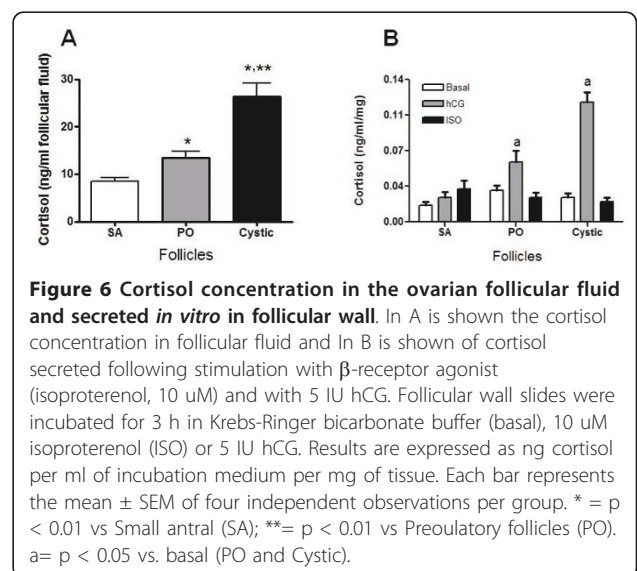 A
B
*,**
*
Cortisol (ng/ml follicular fluid)
30
20
10
0
SA PO Cystic
Follicles
Basal
hCG
ISO
a
a
Cortisol (ng/ml/mg)
0.14
0.11
0.07
0.04
0.00
SA PO Cystic
Follicles
Figure 6 Cortisol concentration in the ovarian follicular fluid
and secreted in vitro in follicular wall. In A is shown the cortisol
concentration in follicular fluid and In B is shown of cortisol
secreted following stimulation with β-receptor agonist
(isoproterenol, 10 uM) and with 5 IU hCG. Follicular wall slides were
incubated for 3 h in Krebs-Ringer bicarbonate buffer (basal), 10 uM
isoproterenol (ISO) or 5 IU hCG. Results are expressed as ng cortisol
per ml of incubation medium per mg of tissue. Each bar represents
the mean ± SEM of four independent observations per group. * = p
< 0.01 vs Small antral (SA); **= p < 0.01 vs Preoulatory follicles (PO).
a= p < 0.05 vs. basal (PO and Cystic).